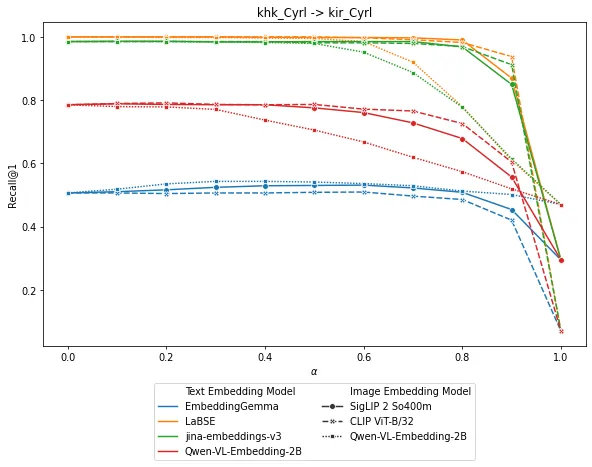 khk_Cyrl -> kir_Cyrl
1.0
0.8
0.6
0.4
0.2
Recall@1
0.0 0.2 0.4 0.6 0.8 1.0
α
Text Embedding Model Image Embedding Model
EmbeddingGemma SigLIP 2 So400m
LaBSE CLIP ViT-B/32
jina-embeddings-v3 Qwen-VL-Embedding-2B
Qwen-VL-Embedding-2B